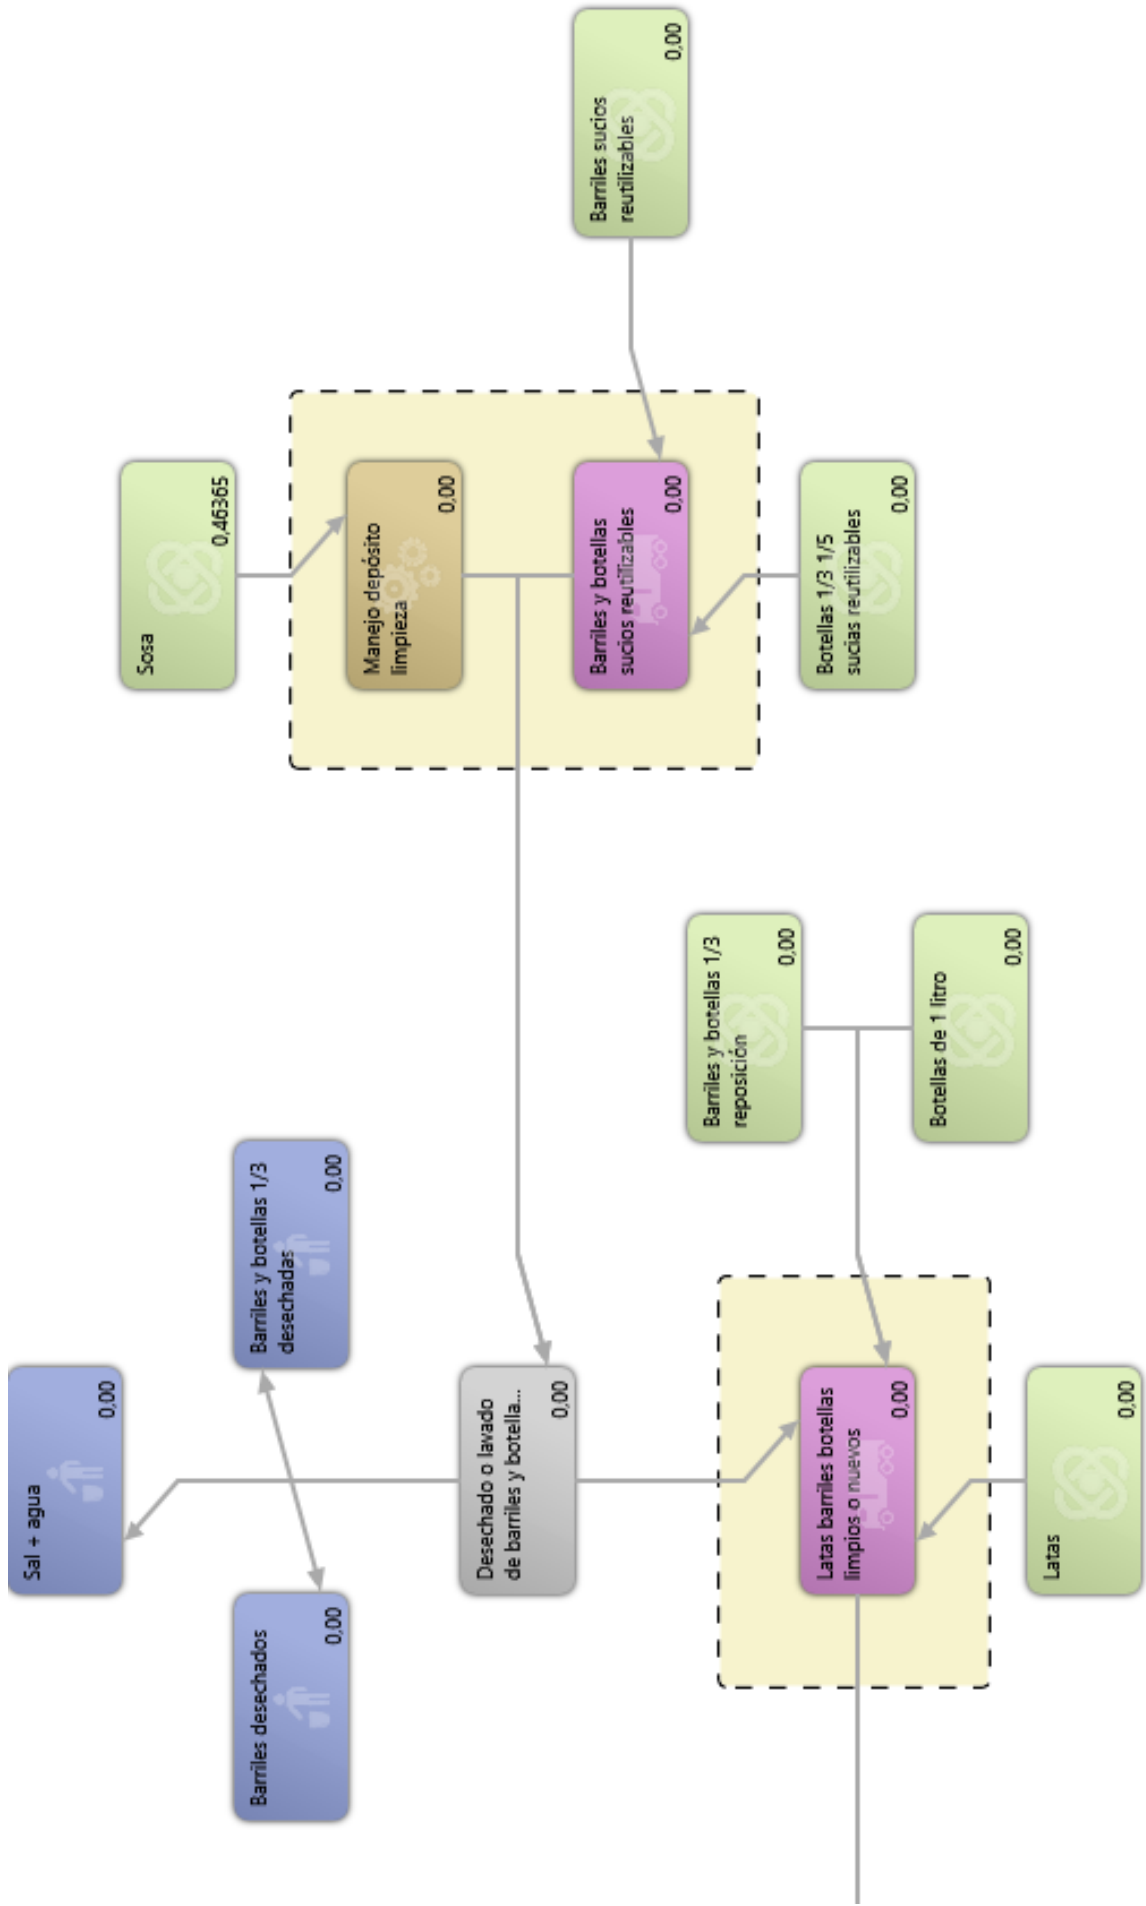 Sal + agua
0,00
Sosa
0,46365
Barriles desechados
0,00
Barriles y botellas 1/3
desechadas
0,00
Manejo depósito
limpieza
0,00
Desechado o lavado
de barriles y botella...
0,00
Barriles y botellas
sucios reutilizables
0,00
Barriles sucios
reutilizables
0,00
Barriles y botellas 1/3
reposición
0,00
Latas barriles botellas
limpios o nuevos
0,00
Botellas 1/3 1/5
sucias reutilizables
0,00
Botellas de 1 litro
0,00
Latas
0,00